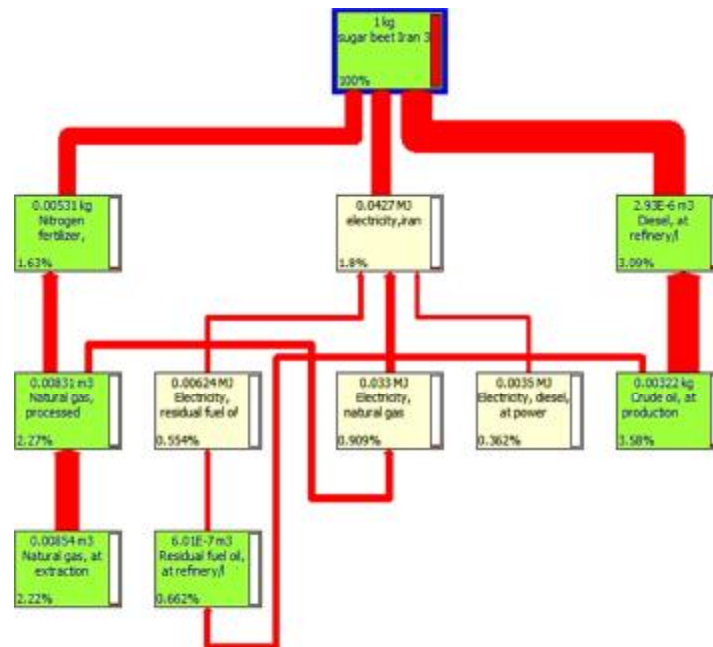 1 kg
sugar beet Iran 3
100%
0.00531 kg
Nitrogen
fertilizer,
1.63%
0.0427 MJ
electricity,iran
1.8%
2.93E-6 m3
Diesel, at
refinery/l
3.09%
0.00831 m3
Natural gas,
processed
2.27%
0.00624 MJ
Electricity,
residual fuel of
0.554%
0.033 MJ
Electricity,
natural gas
0.909%
0.0035 MJ
Electricity, diesel,
at power
0.362%
0.00322 kg
Crude oil, at
production
3.58%
0.00854 m3
Natural gas, at
extraction
2.22%
6.01E-7 m3
Residual fuel oil,
at refinery/l
0.662%